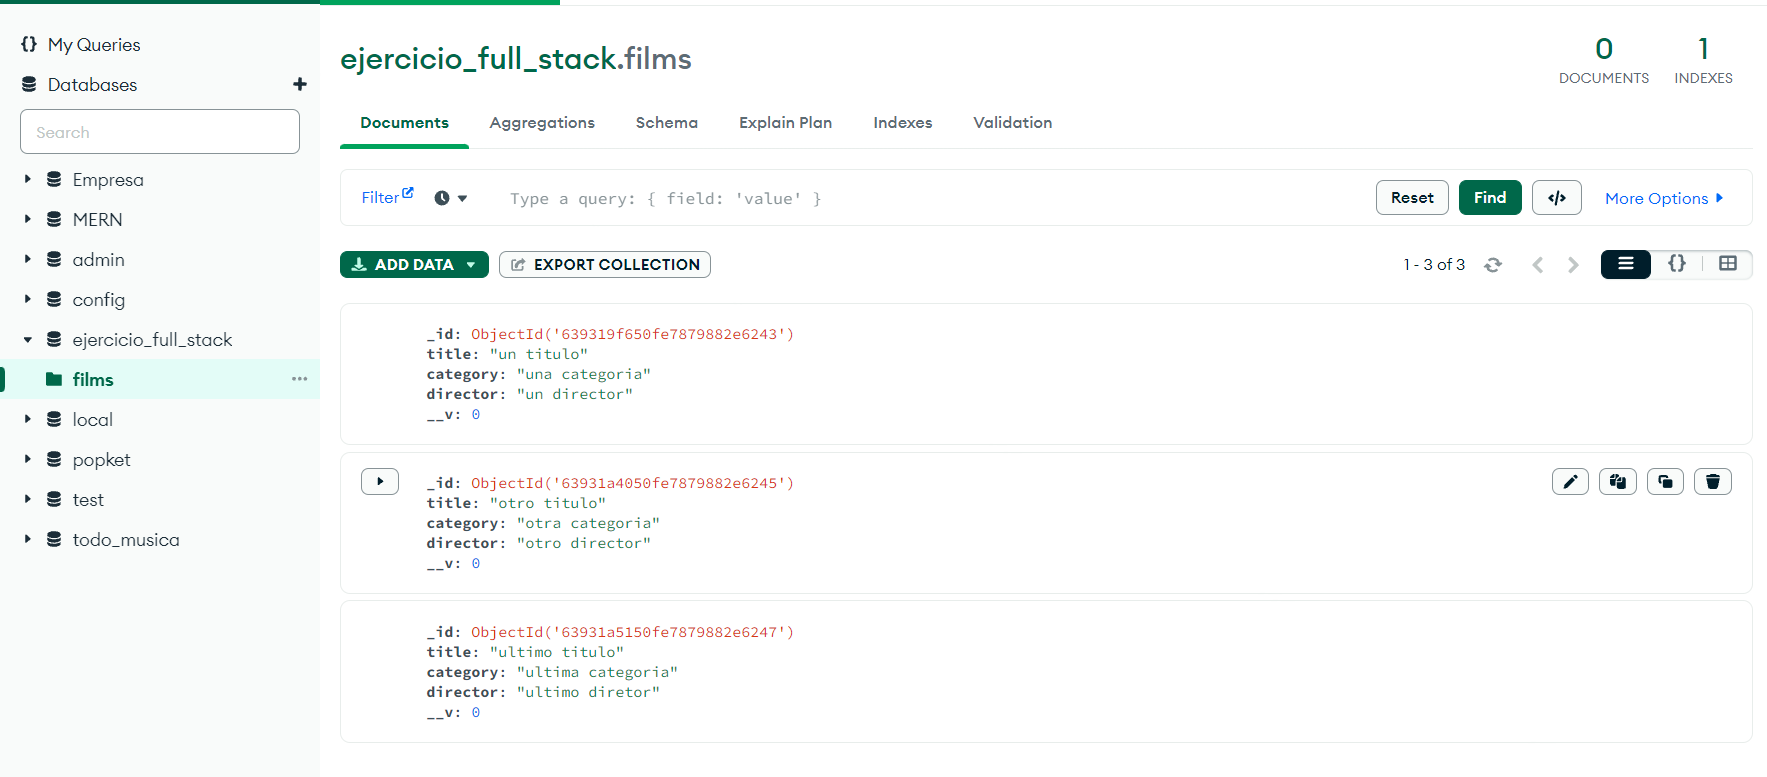 My Queries
Databases
Search
Empresa
MERN
admin
config
ejercicio_full_stack
films
local
popket
test
todo_musica
ejercicio_full_stack.films
0
DOCUMENTS
1
INDEXES
Documents Aggregations Schema Explain Plan Indexes Validation
Filter Type a query: { field: 'value' } Reset Find </> More Options
ADD DATA EXPORT COLLECTION 1 - 3 of 3 {}
_id: ObjectId('639319f650fe7879882e6243')
title: "un titulo"
category: "una categoria"
director: "un director"
__v: 0
_id: ObjectId('63931a4050fe7879882e6245')
title: "otro titulo"
category: "otra categoria"
director: "otro director"
__v: 0
_id: ObjectId('63931a5150fe7879882e6247')
title: "ultimo titulo"
category: "ultima categoria"
director: "ultimo diretor"
__v: 0